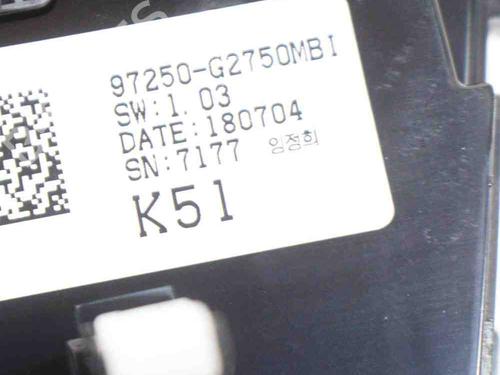 97250-G2750MBI
SW:1.03
DATE:180704
SN:7177 임정희
K51